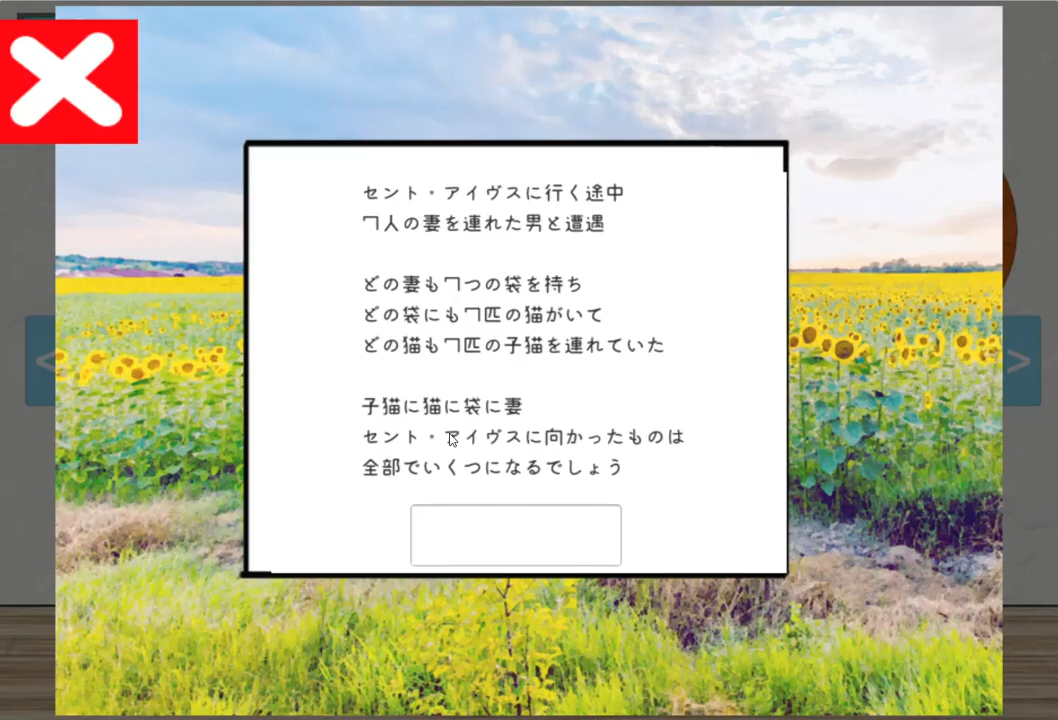 セント・アイヴスに行く途中
7人の妻を連れた男と遭遇
どの妻も7つの袋を持ち
どの袋にも7匹の猫がいて
どの猫も7匹の子猫を連れていた
子猫に猫に袋に妻
セント・アイヴスに向かったものは
全部でいくつになるでしょう
<
>